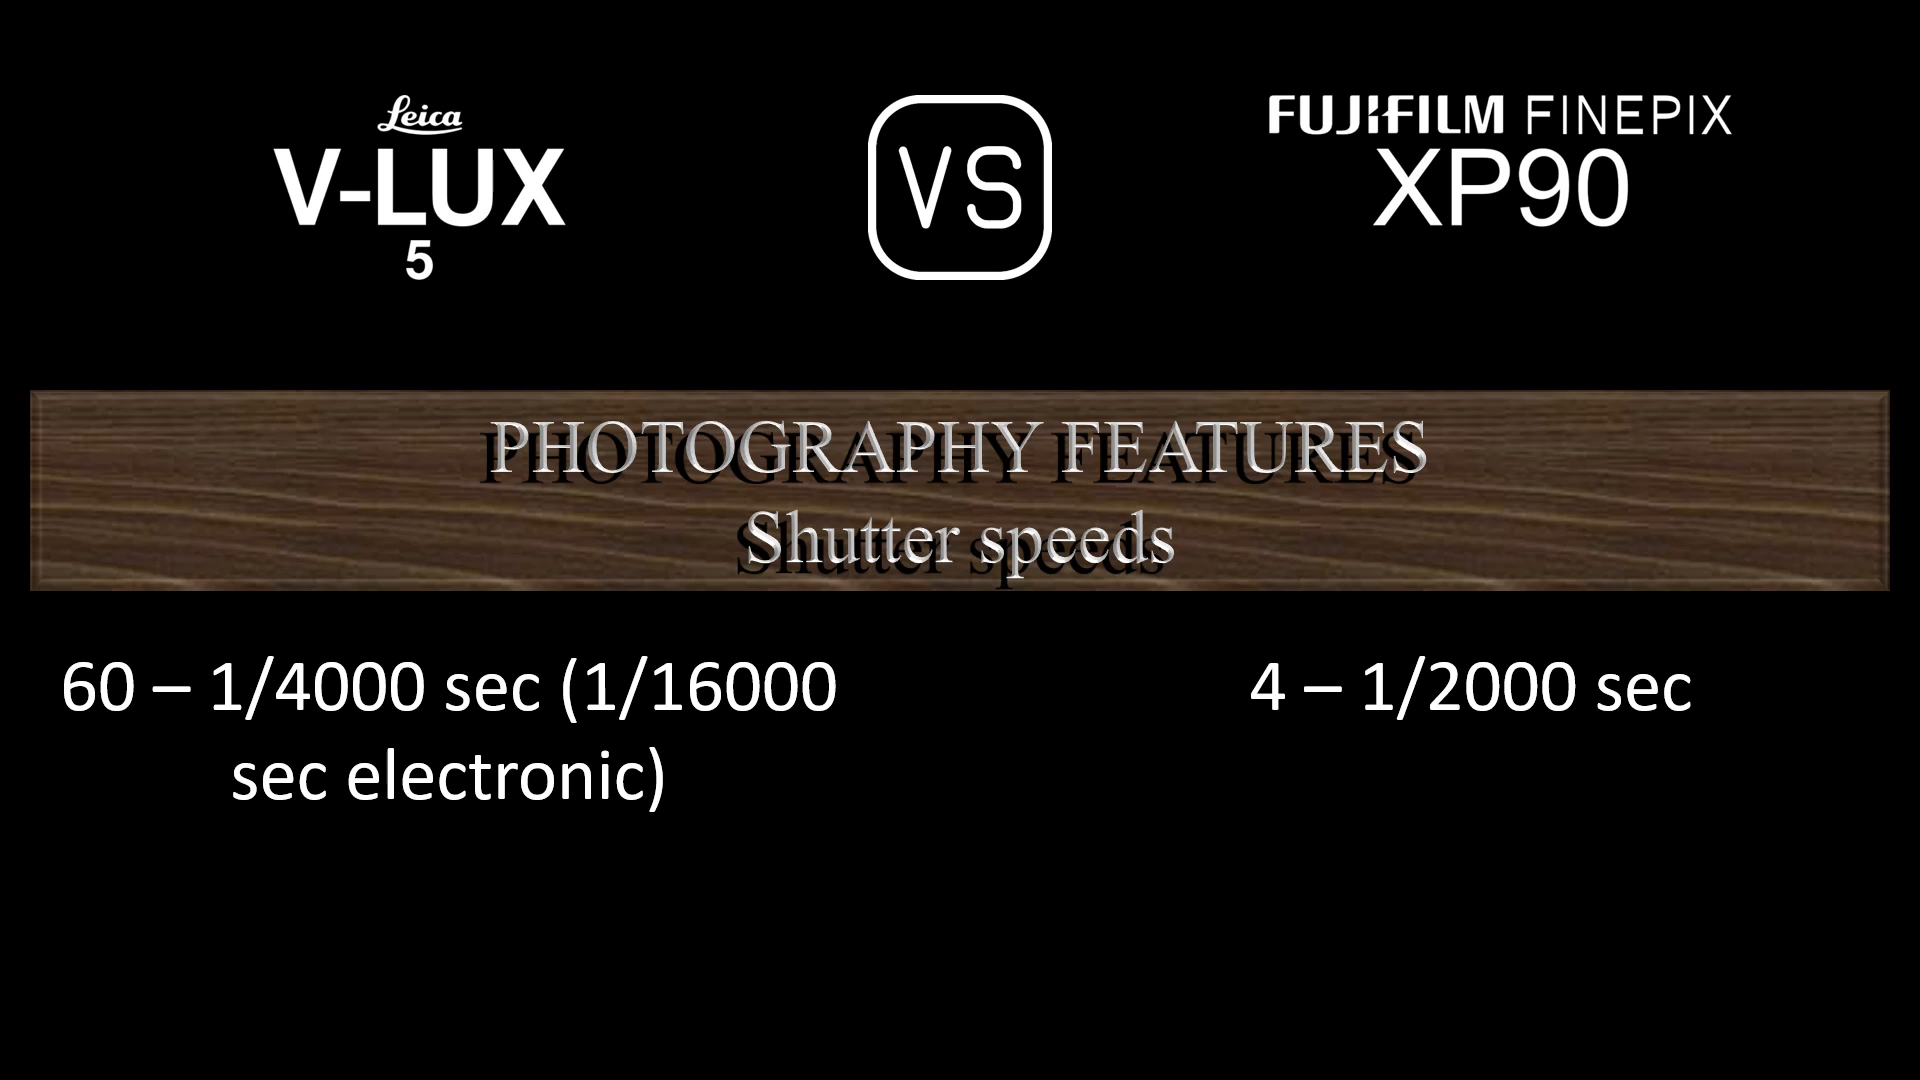 Leica
V-LUX
5
VS
FUJIFILM FINEPIX
XP90
PHOTOGRAPHY FEATURES
Shutter speeds
60 – 1/4000 sec (1/16000
sec electronic)
4 – 1/2000 sec